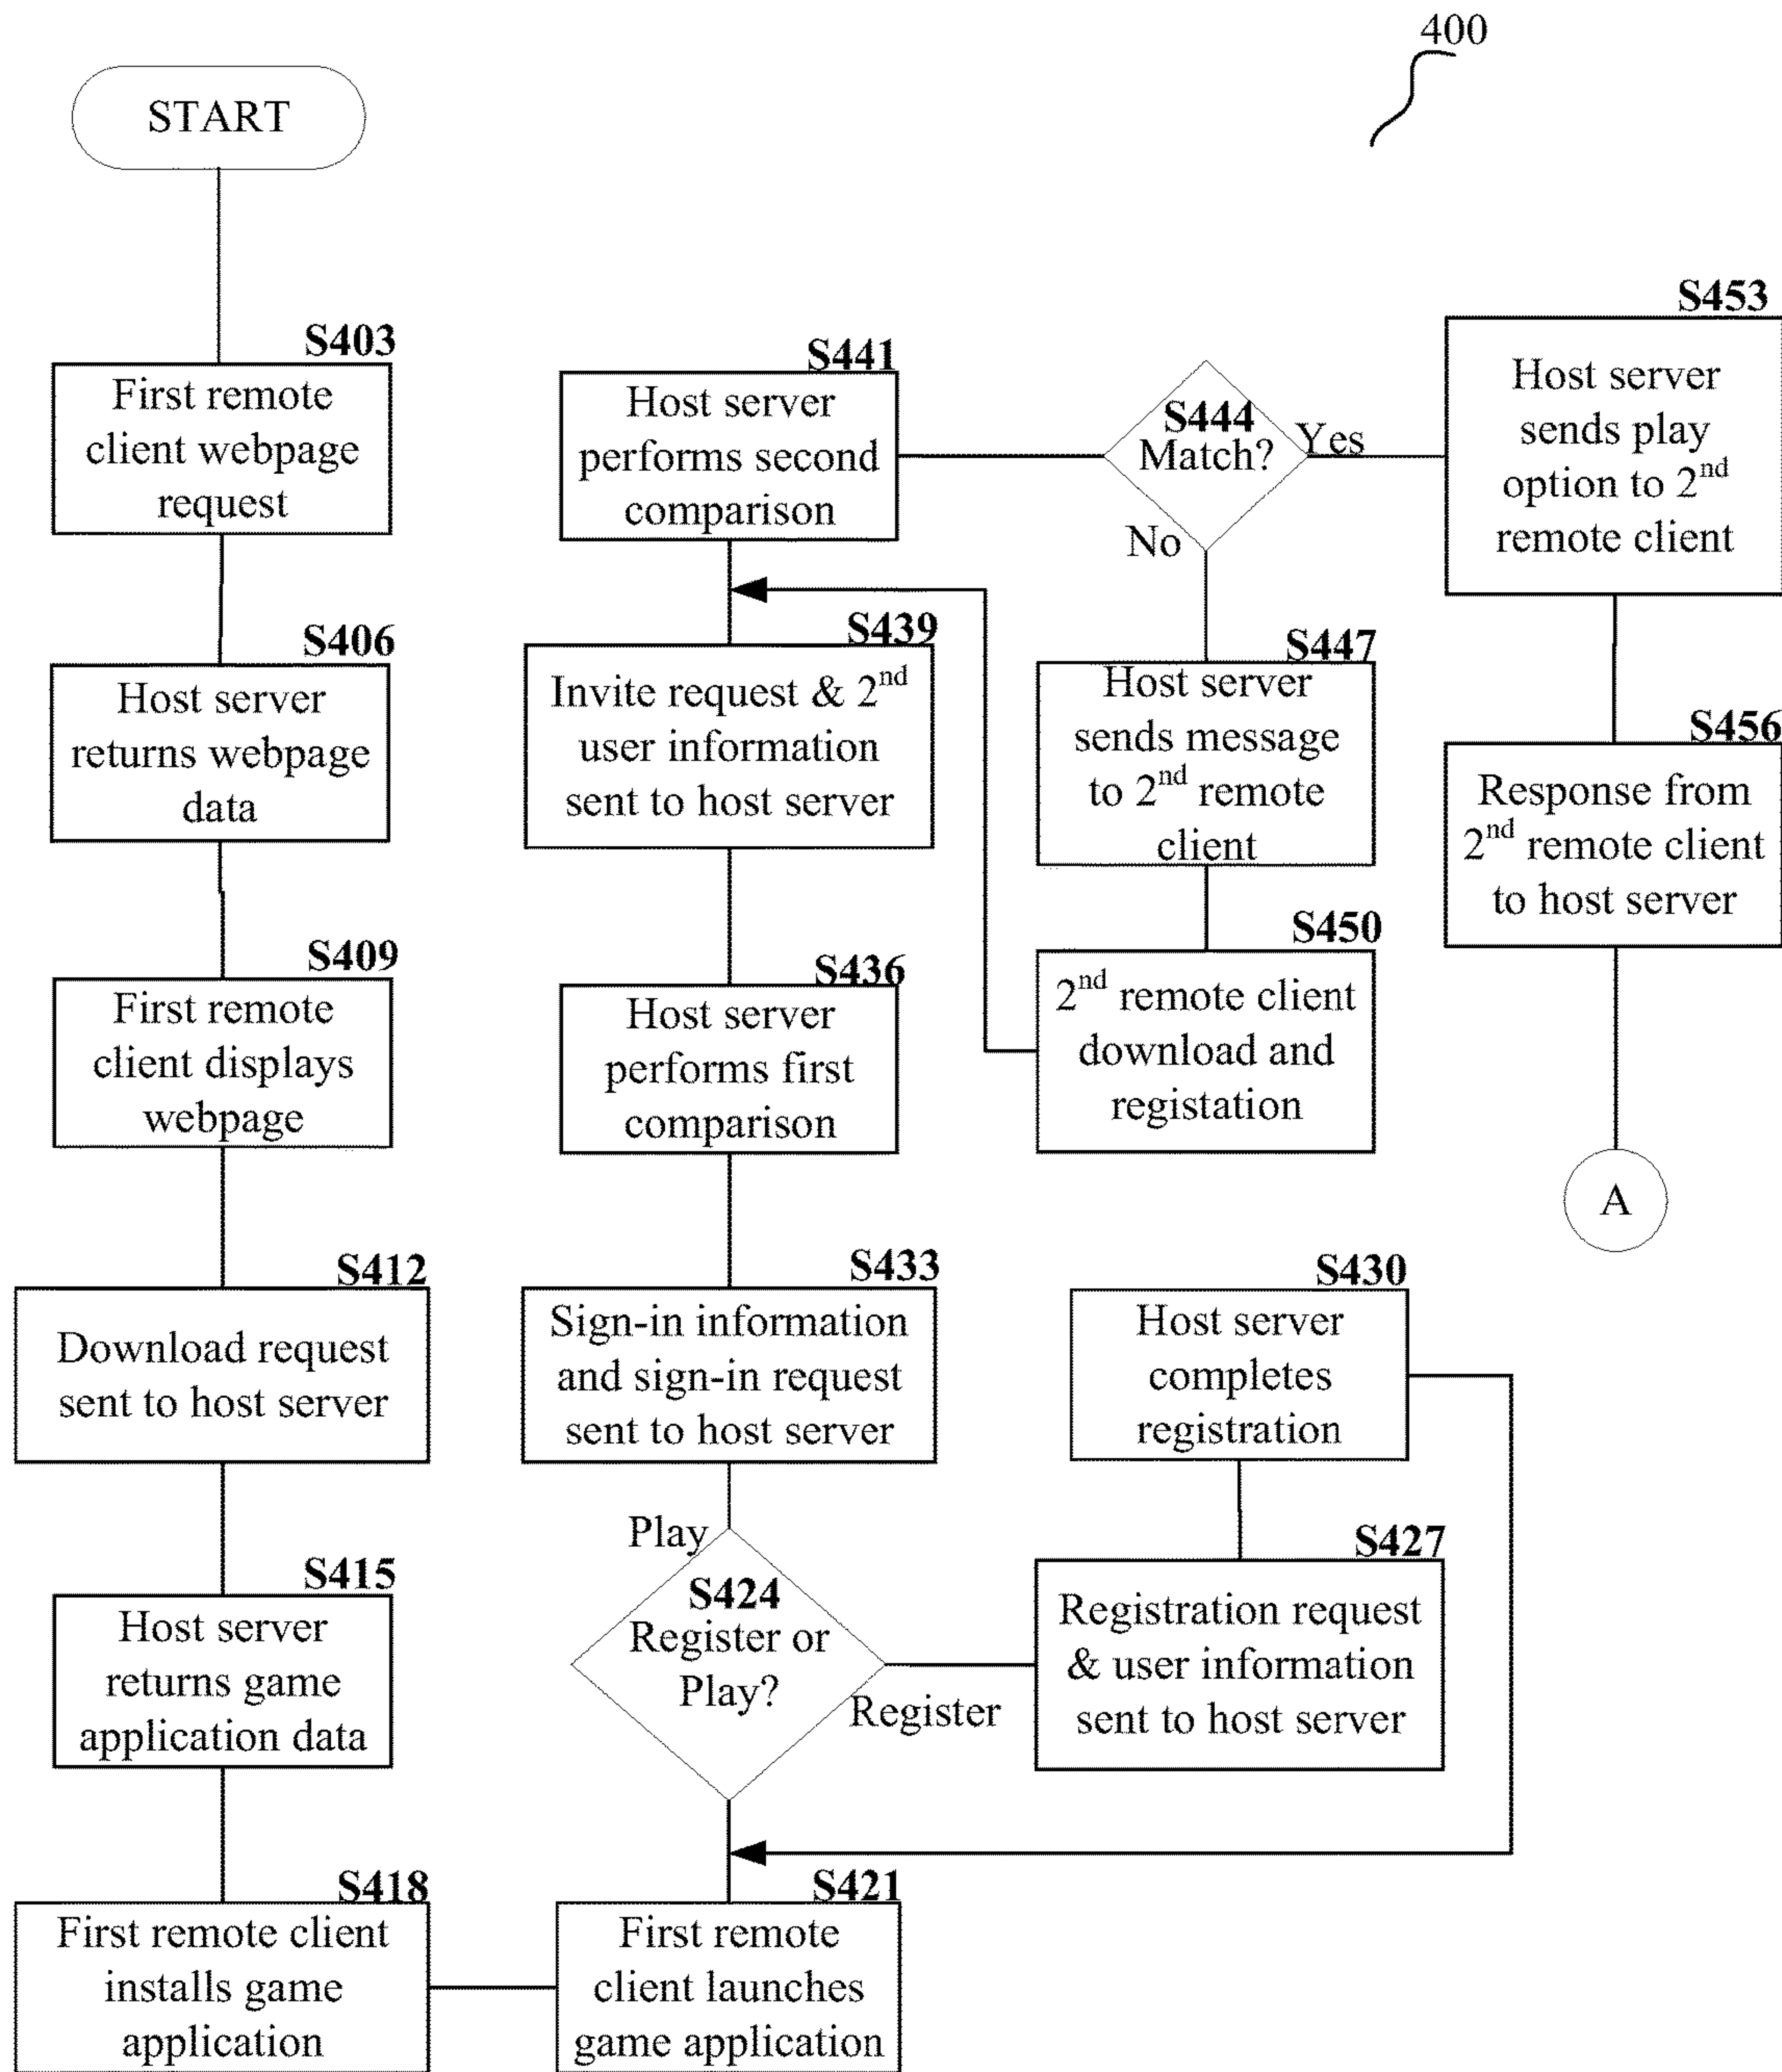 400
START
S403
First remote
client webpage
request
S406
Host server
returns webpage
data
S409
First remote
client displays
webpage
S412
Download request
sent to host server
S415
Host server
returns game
application data
S418
First remote client
installs game
application
S421
First remote
client launches
game application
S424
Register or
Play?
Play
Register
S427
Registration request
& user information
sent to host server
S430
Host server
completes
registration
S433
Sign-in information
and sign-in request
sent to host server
S436
Host server
performs first
comparison
S439
Invite request & 2nd
user information
sent to host server
S441
Host server
performs second
comparison
S444
Match?
Yes
No
S447
Host server
sends message
to 2nd remote
client
S450
2nd remote client
download and
registation
S453
Host server
sends play
option to 2nd
remote client
S456
Response from
2nd remote client
to host server
A